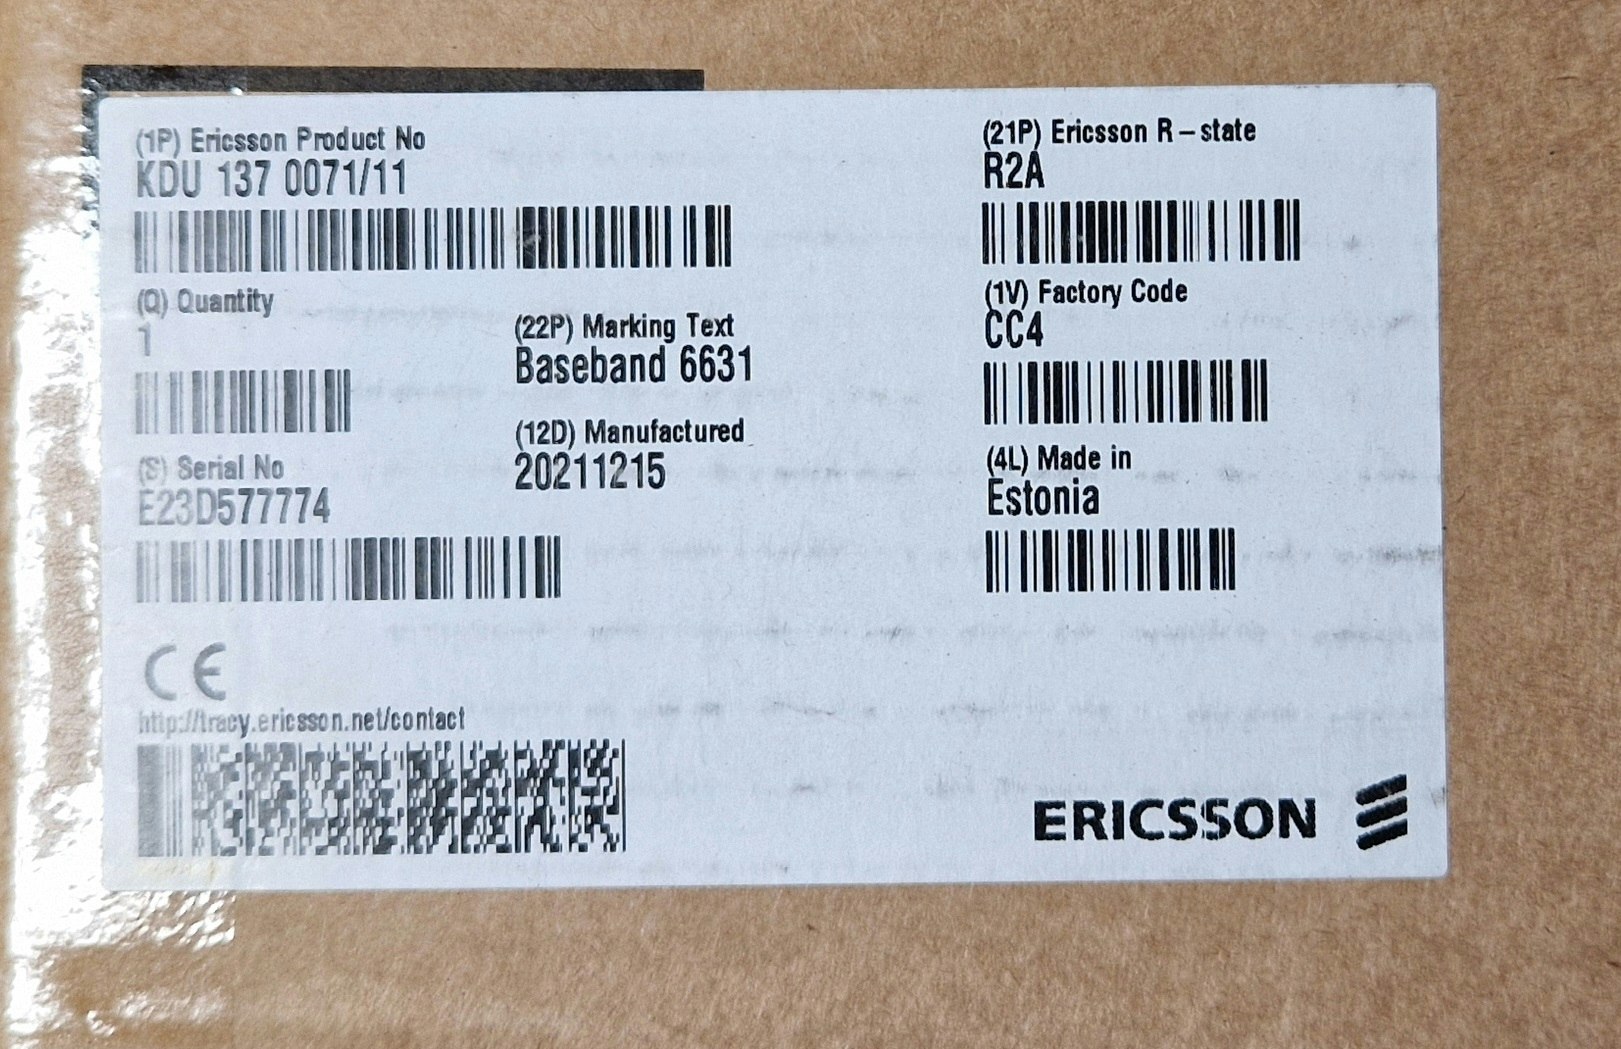 (1P) Ericsson Product No
KDU 137 0071/11
(21P) Ericsson R-state
R2A
(Q) Quantity
1
(22P) Marking Text
Baseband 6631
(1V) Factory Code
CC4
(S) Serial No
E23D577774
(12D) Manufactured
20211215
(4L) Made in
Estonia
CE
http://tracy.ericsson.net/contact
ERICSSON